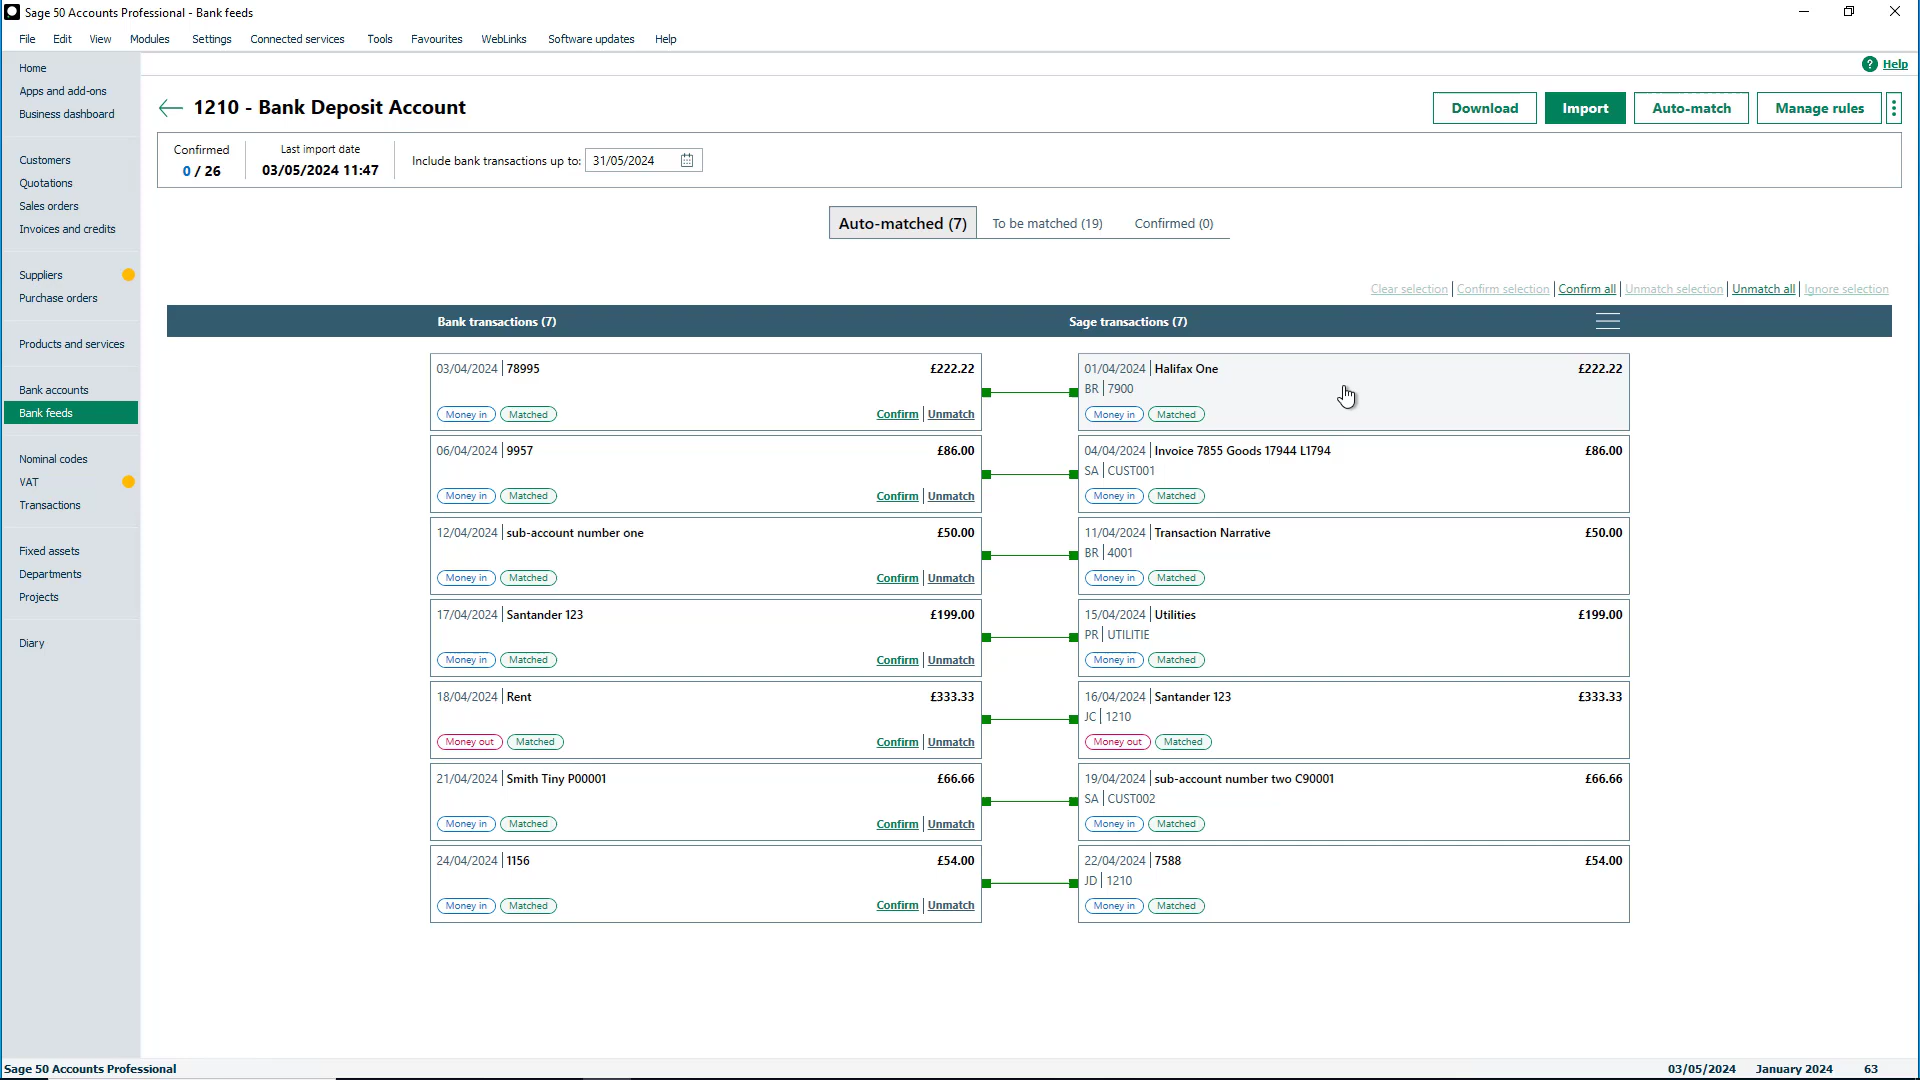 Sage 50 Accounts Professional - Bank feeds
File Edit View Modules Settings Connected services Tools Favourites WebLinks Software updates Help
Home
Apps and add-ons
Business dashboard
Customers
Quotations
Sales orders
Invoices and credits
Suppliers
Purchase orders
Products and services
Bank accounts
Bank feeds
Nominal codes
VAT
Transactions
Fixed assets
Departments
Projects
Diary
? Help
1210 - Bank Deposit Account
Download Import Auto-match Manage rules
Confirmed
0 / 26
Last import date
03/05/2024 11:47
Include bank transactions up to: 31/05/2024
Auto-matched (7) To be matched (19) Confirmed (0)
Clear selection Confirm selection Confirm all Unmatch selection Unmatch all Ignore selection
Bank transactions (7) Sage transactions (7)
03/04/2024 78995 £222.22
Money in Matched Confirm Unmatch
01/04/2024 Halifax One £222.22
BR 7900
Money in Matched
06/04/2024 9957 £86.00
Money in Matched Confirm Unmatch
04/04/2024 Invoice 7855 Goods 17944 L1794 £86.00
SA CUST001
Money in Matched
12/04/2024 sub-account number one £50.00
Money in Matched Confirm Unmatch
11/04/2024 Transaction Narrative £50.00
BR 4001
Money in Matched
17/04/2024 Santander 123 £199.00
Money in Matched Confirm Unmatch
15/04/2024 Utilities £199.00
PR UTILITIE
Money in Matched
18/04/2024 Rent £333.33
Money out Matched Confirm Unmatch
16/04/2024 Santander 123 £333.33
JC 1210
Money out Matched
21/04/2024 Smith Tiny P00001 £66.66
Money in Matched Confirm Unmatch
19/04/2024 sub-account number two C90001 £66.66
SA CUST002
Money in Matched
24/04/2024 1156 £54.00
Money in Matched Confirm Unmatch
22/04/2024 7588 £54.00
JD 1210
Money in Matched
Sage 50 Accounts Professional 03/05/2024 January 2024 63